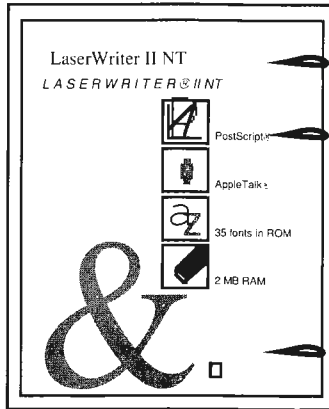 LaserWriter II NT
LASERWRITER® II NT
PostScript®
AppleTalk®
35 fonts in ROM
2 MB RAM
&